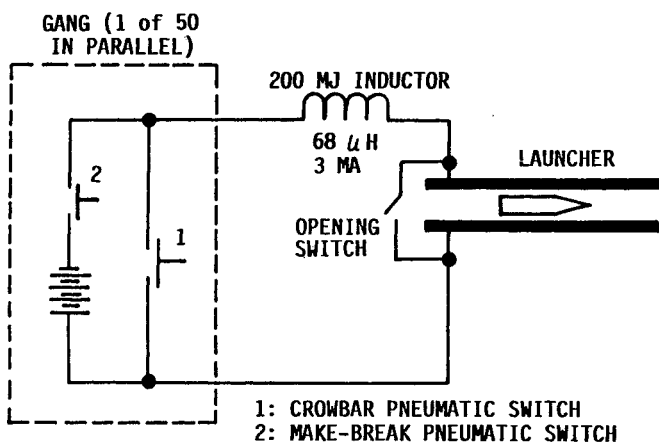 GANG (1 of 50
IN PARALLEL)
200 MJ INDUCTOR
68 μH
3 MA
LAUNCHER
2
1
OPENING
SWITCH
1: CROWBAR PNEUMATIC SWITCH
2: MAKE-BREAK PNEUMATIC SWITCH